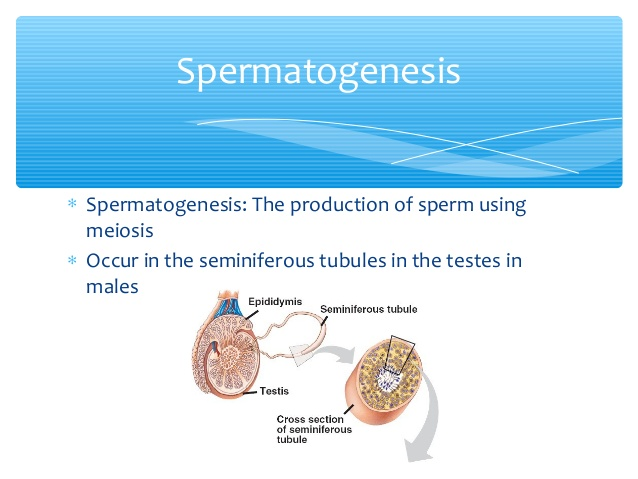 Spermatogenesis
* Spermatogenesis: The production of sperm using
meiosis
* Occur in the seminiferous tubules in the testes in
males
Epididymis
Seminiferous tubule
Testis
Cross section
of seminiferous
tubule